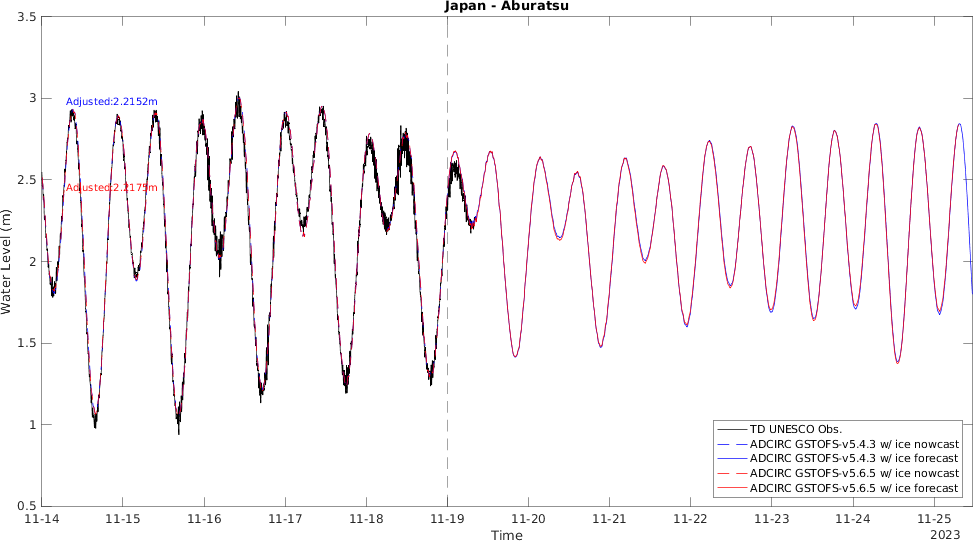 Japan - Aburatsu
3.5
3
2.5
2
1.5
1
0.5
Water Level (m)
Adjusted:2.2152m
Adjusted:2.2175m
TD UNESCO Obs.
ADCIRC GSTOFS-v5.4.3 w/ ice nowcast
ADCIRC GSTOFS-v5.4.3 w/ ice forecast
ADCIRC GSTOFS-v5.6.5 w/ ice nowcast
ADCIRC GSTOFS-v5.6.5 w/ ice forecast
11-14 11-15 11-16 11-17 11-18 11-19 11-20 11-21 11-22 11-23 11-24 11-25
Time
2023